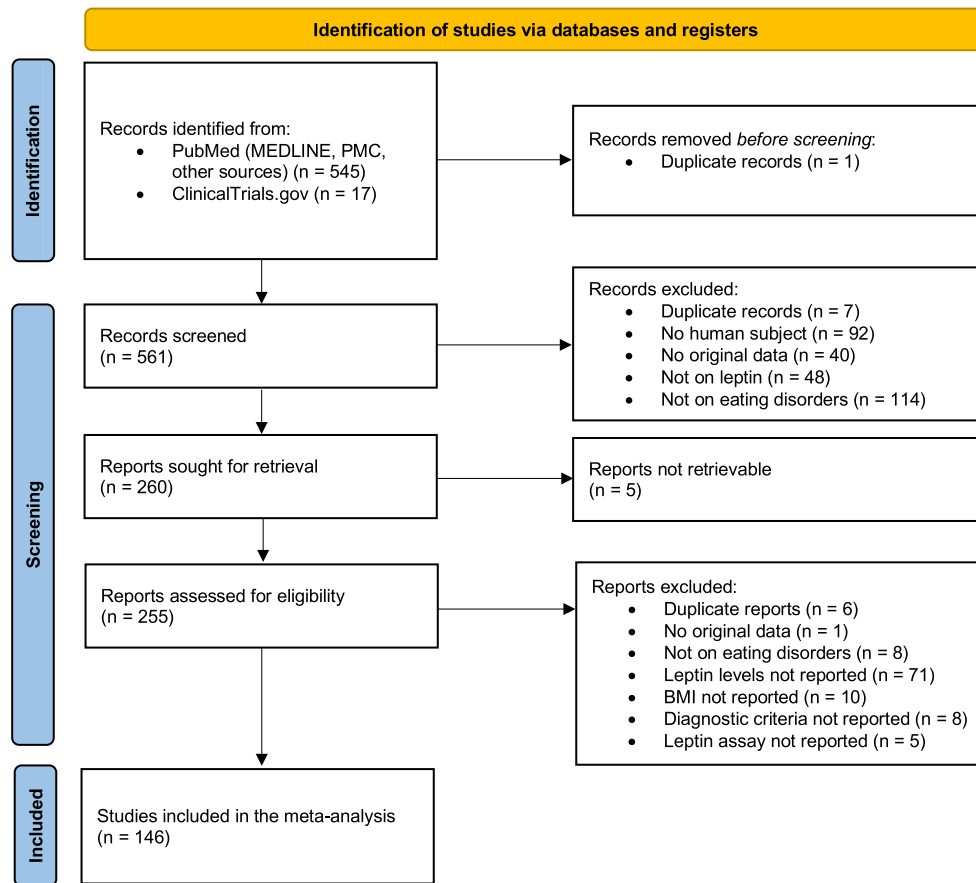 Identification of studies via databases and registers
Identification
Records identified from:
• PubMed (MEDLINE, PMC,
other sources) (n = 545)
• ClinicalTrials.gov (n = 17)
Records removed before screening:
• Duplicate records (n = 1)
Screening
Records screened
(n = 561)
Records excluded:
• Duplicate records (n = 7)
• No human subject (n = 92)
• No original data (n = 40)
• Not on leptin (n = 48)
• Not on eating disorders (n = 114)
Reports sought for retrieval
(n = 260)
Reports not retrievable
(n = 5)
Reports assessed for eligibility
(n = 255)
Reports excluded:
• Duplicate reports (n = 6)
• No original data (n = 1)
• Not on eating disorders (n = 8)
• Leptin levels not reported (n = 71)
• BMI not reported (n = 10)
• Diagnostic criteria not reported (n = 8)
• Leptin assay not reported (n = 5)
Included
Studies included in the meta-analysis
(n = 146)